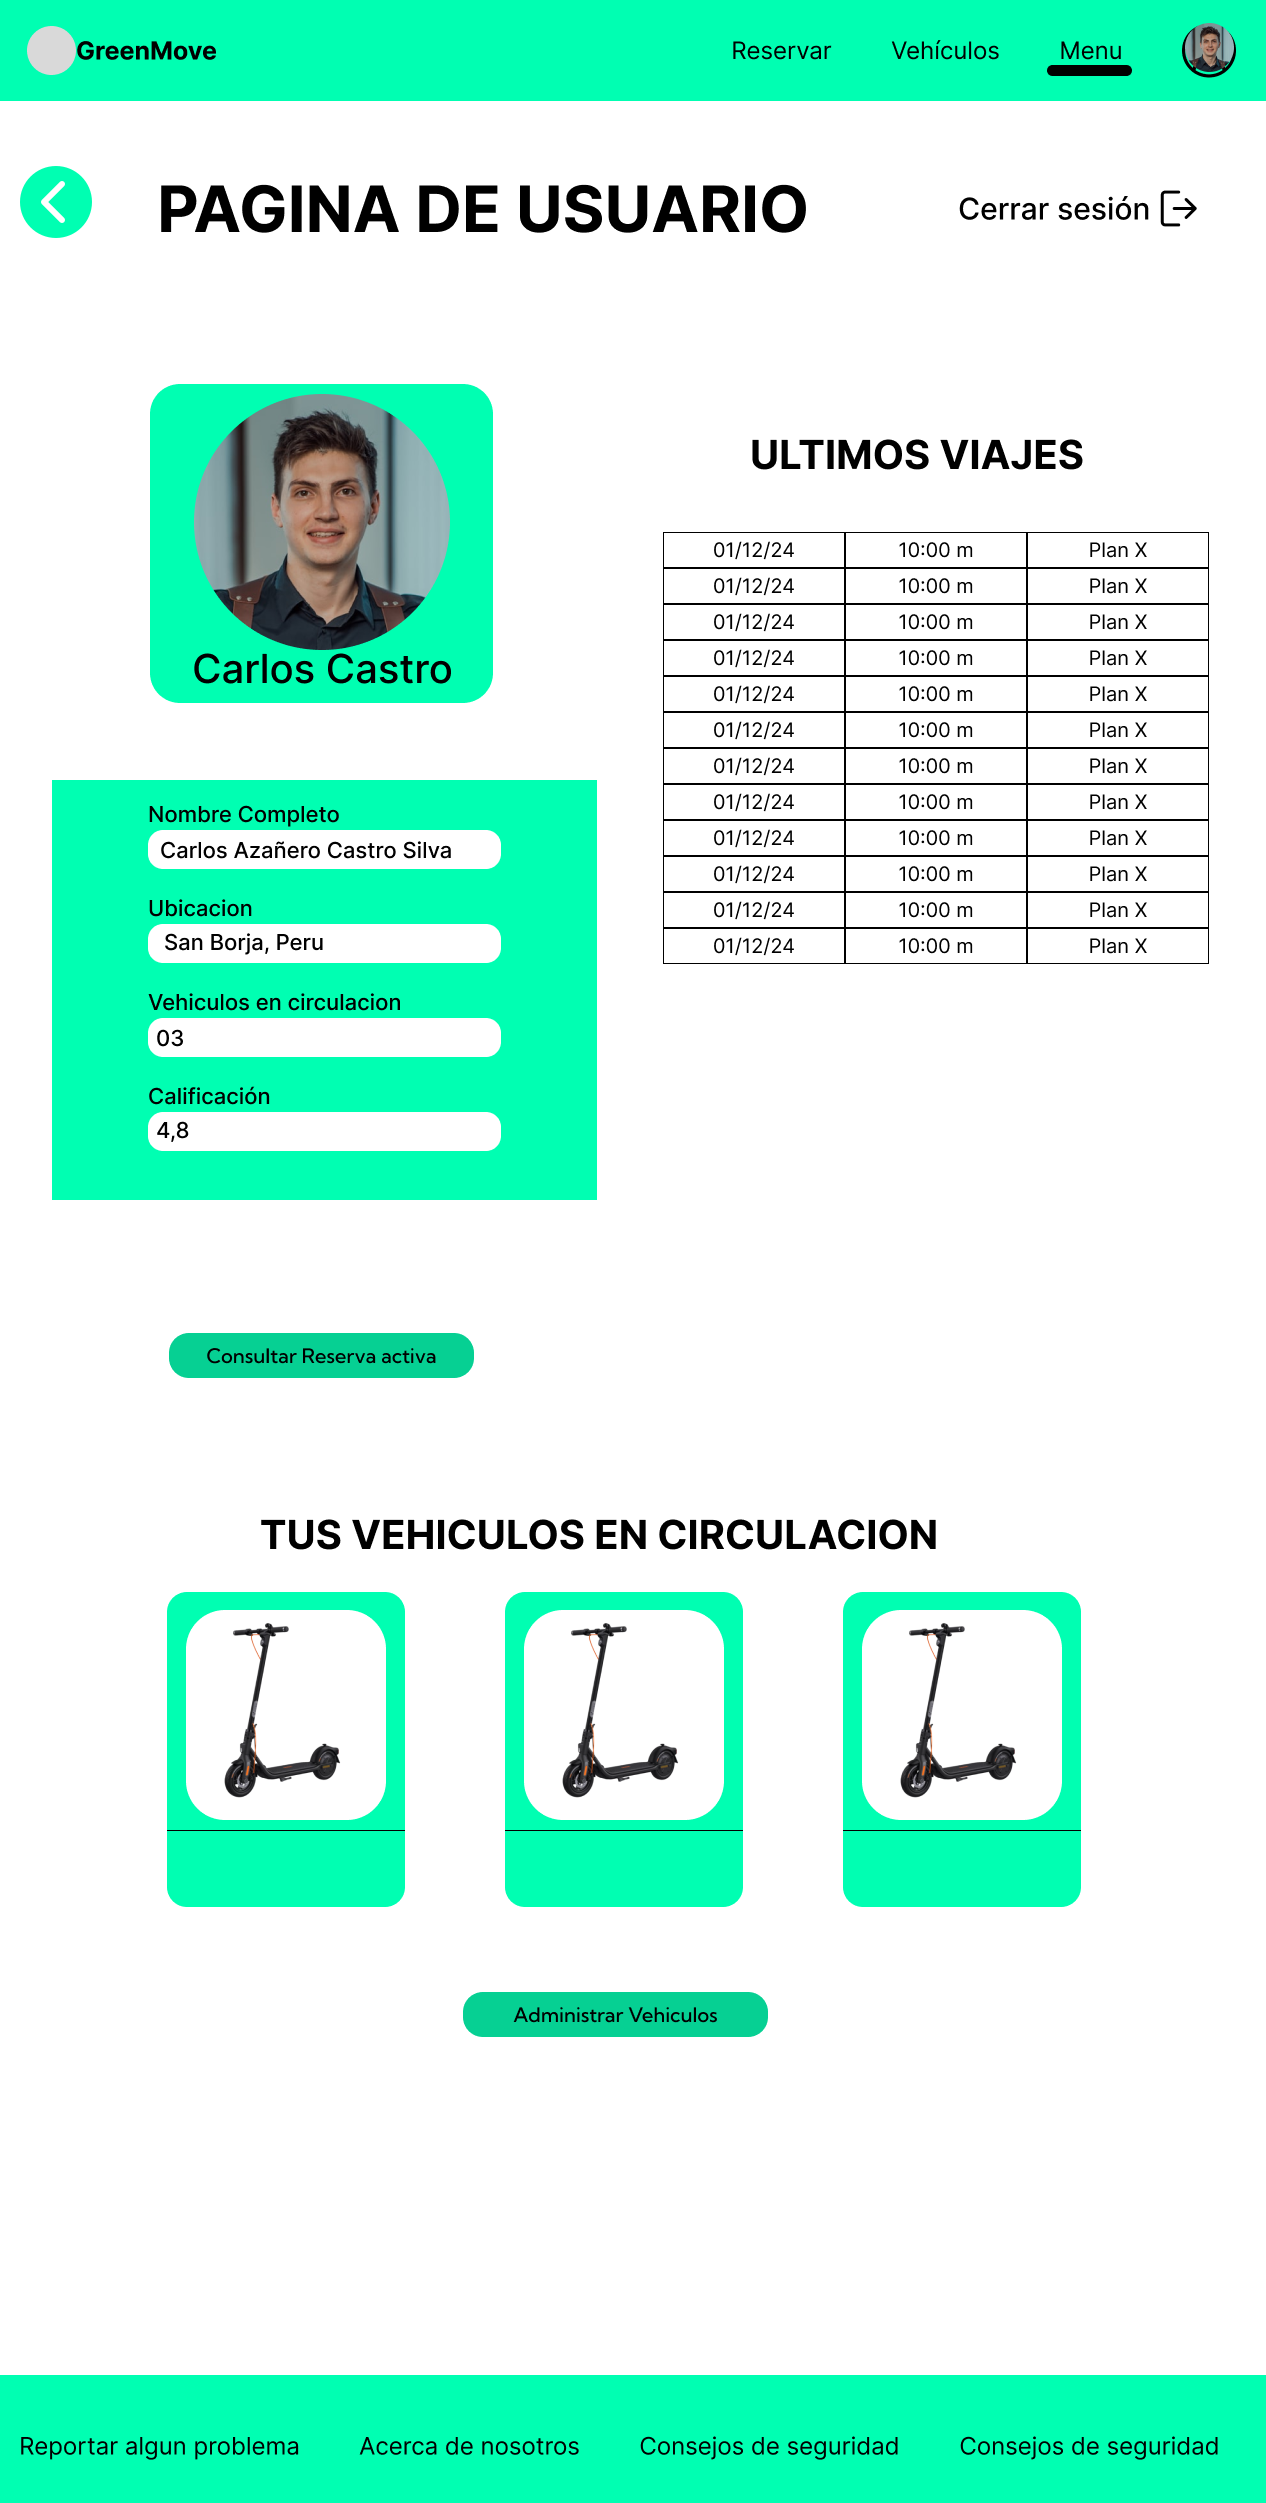 GreenMove
Reservar
Vehículos
Menu
PAGINA DE USUARIO
Cerrar sesión
Carlos Castro
Nombre Completo
Carlos Azañero Castro Silva
Ubicacion
San Borja, Peru
Vehiculos en circulacion
03
Calificación
4,8
ULTIMOS VIAJES
01/12/24 10:00 m Plan X
01/12/24 10:00 m Plan X
01/12/24 10:00 m Plan X
01/12/24 10:00 m Plan X
01/12/24 10:00 m Plan X
01/12/24 10:00 m Plan X
01/12/24 10:00 m Plan X
01/12/24 10:00 m Plan X
01/12/24 10:00 m Plan X
01/12/24 10:00 m Plan X
01/12/24 10:00 m Plan X
01/12/24 10:00 m Plan X
Consultar Reserva activa
TUS VEHICULOS EN CIRCULACION
Administrar Vehiculos
Reportar algun problema
Acerca de nosotros
Consejos de seguridad
Consejos de seguridad